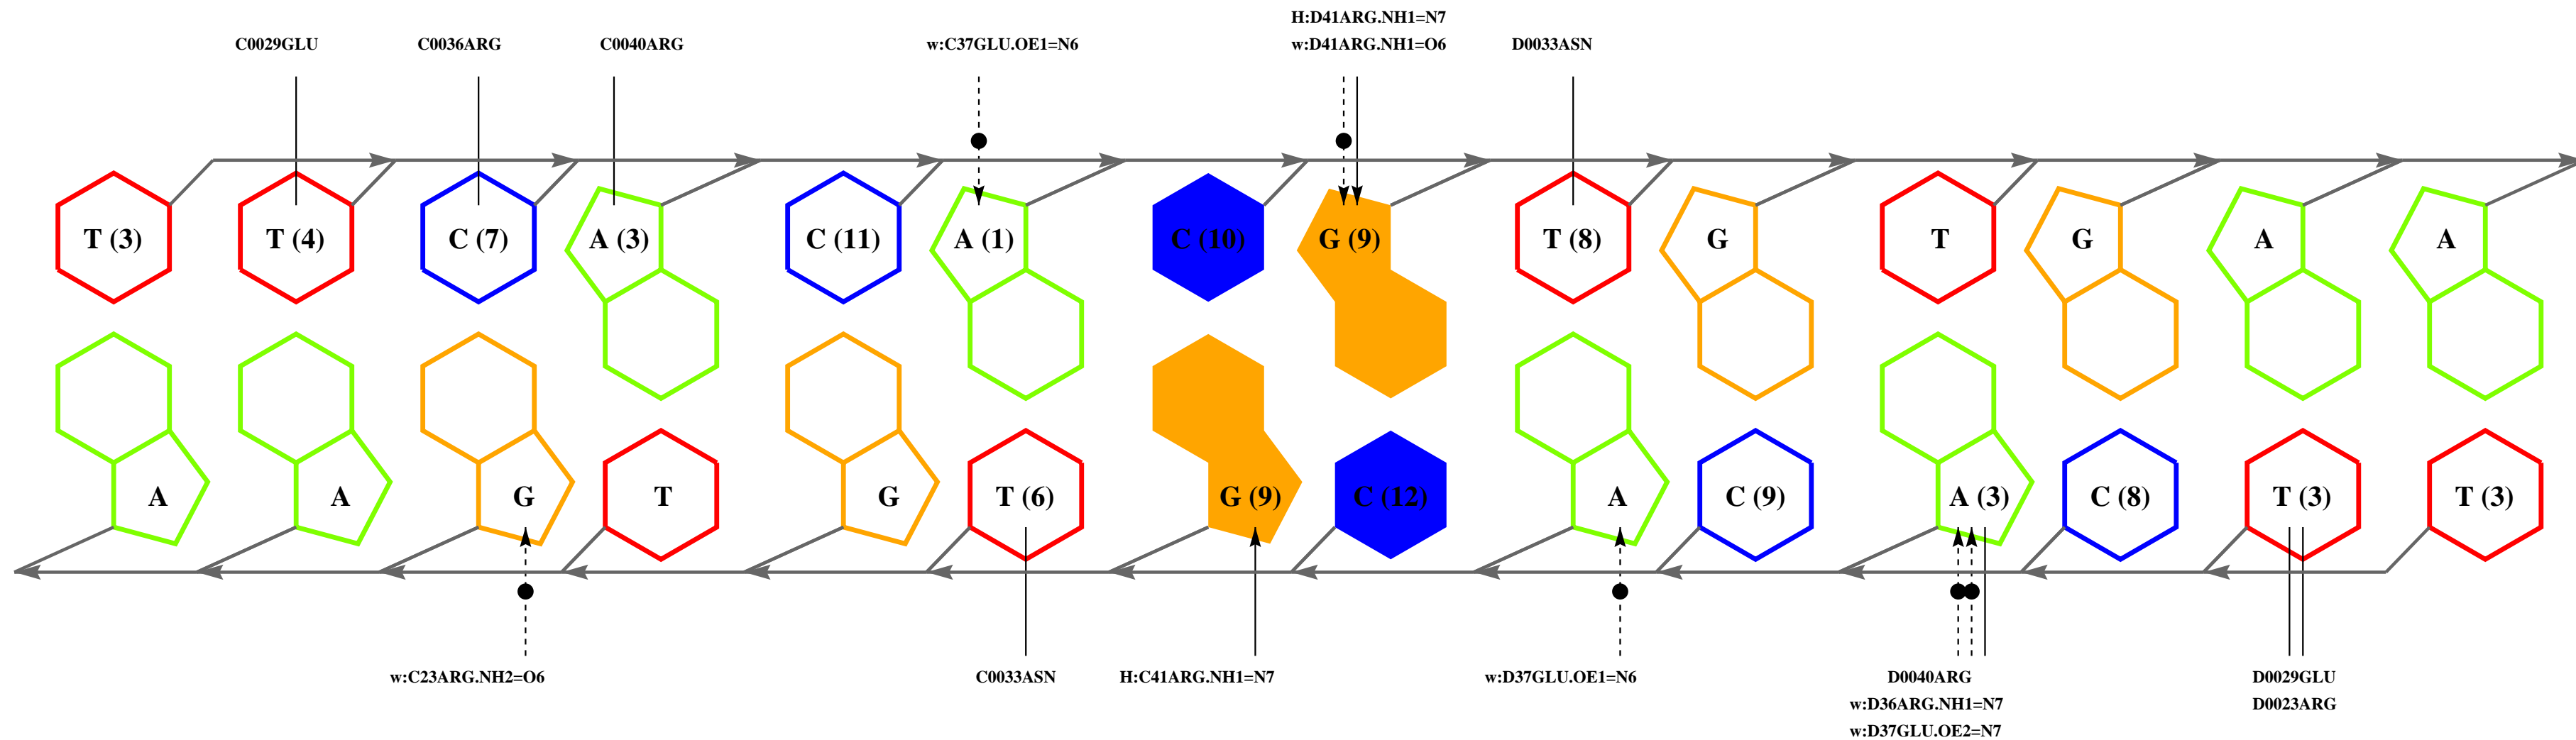 H:D41ARG.NH1=N7
C0029GLU C0036ARG C0040ARG w:C37GLU.OE1=N6 w:D41ARG.NH1=O6 D0033ASN
T (3) T (4) C (7) A (3) C (11) A (1) C (10) G (9) T (8) G T G A A
A A G T G T (6) G (9) C (12) A C (9) A (3) C (8) T (3) T (3)
w:C23ARG.NH2=O6 C0033ASN H:C41ARG.NH1=N7 w:D37GLU.OE1=N6 D0040ARG D0029GLU
w:D36ARG.NH1=N7 D0023ARG
w:D37GLU.OE2=N7